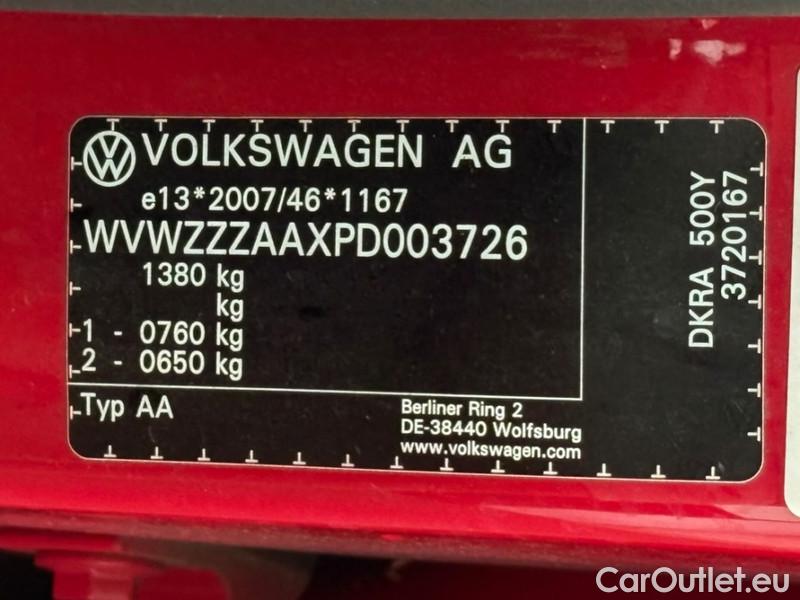 VOLKSWAGEN AG
e13*2007/46*1167
WVWZZZAAXPD003726
1380 kg
kg
1 - 0760 kg
2 - 0650 kg
Typ AA
Berliner Ring 2
DE-38440 Wolfsburg
www.volkswagen.com
DKRA 500Y
3720167
CarOutlet.eu